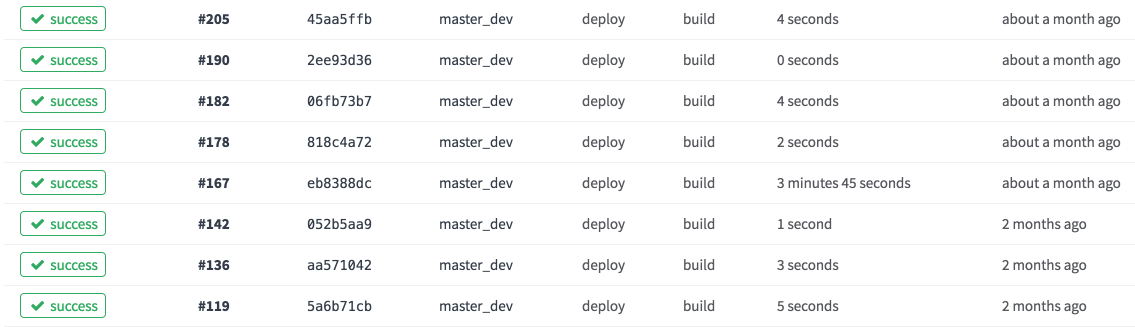 success #205 45aa5ffb master_dev deploy build 4 seconds about a month ago
success #190 2ee93d36 master_dev deploy build 0 seconds about a month ago
success #182 06fb73b7 master_dev deploy build 4 seconds about a month ago
success #178 818c4a72 master_dev deploy build 2 seconds about a month ago
success #167 eb8388dc master_dev deploy build 3 minutes 45 seconds about a month ago
success #142 052b5aa9 master_dev deploy build 1 second 2 months ago
success #136 aa571042 master_dev deploy build 3 seconds 2 months ago
success #119 5a6b71cb master_dev deploy build 5 seconds 2 months ago